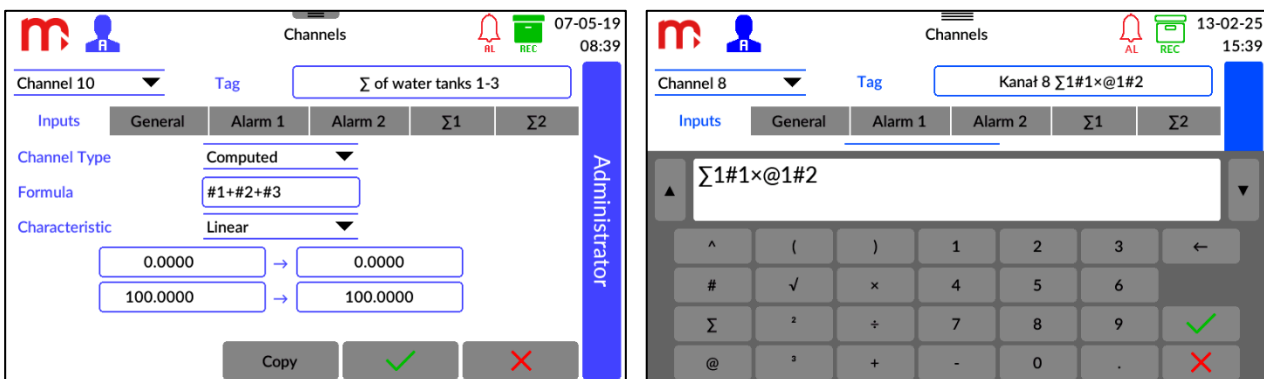 Channels
AL
REC
07-05-19
08:39
Channel 10
Tag
∑ of water tanks 1-3
Inputs General Alarm 1 Alarm 2 ∑1 ∑2
Channel Type Computed
Formula #1+#2+#3
Characteristic Linear
0.0000 → 0.0000
100.0000 → 100.0000
Copy
Administrator
A
m
Channels
AL
REC
13-02-25
15:39
Channel 8
Tag
Kanał 8 ∑1#1×@1#2
Inputs General Alarm 1 Alarm 2 ∑1 ∑2
∑1#1×@1#2
^ ( ) 1 2 3 ←
# √ × 4 5 6
∑ ² ÷ 7 8 9
@ ³ + - 0 .
A
m